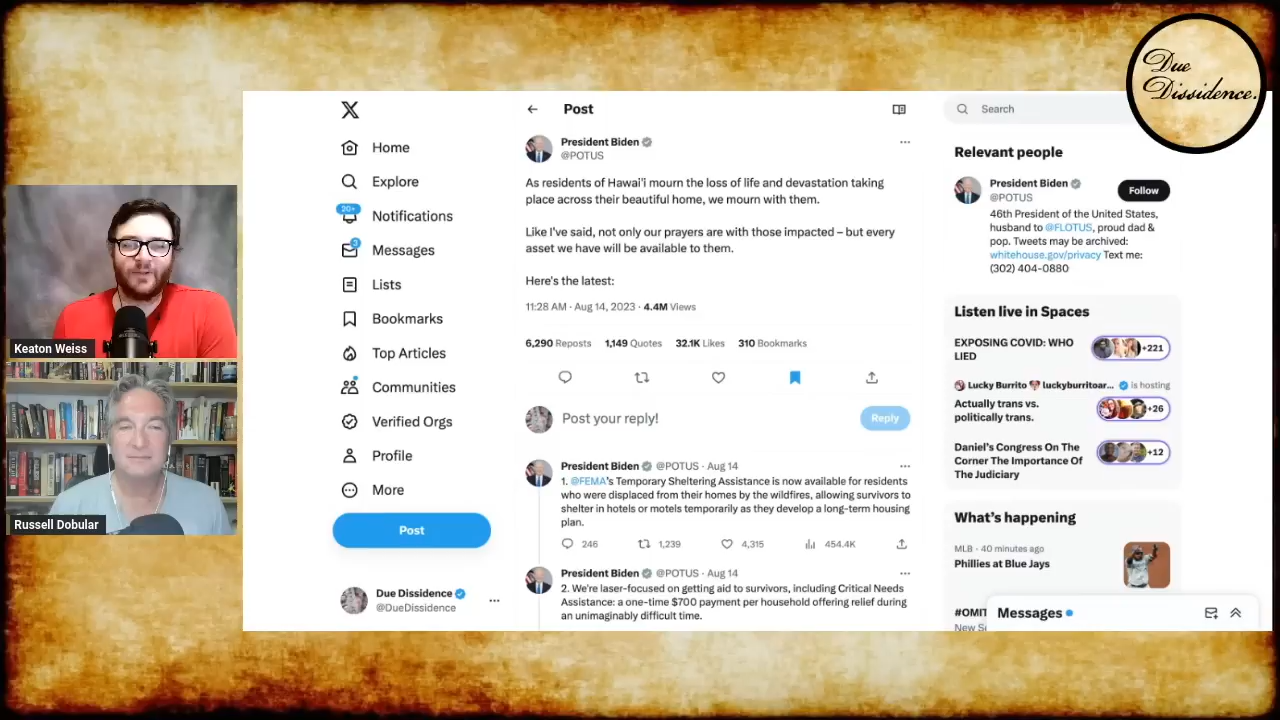 Due
Dissidence.
Keaton Weiss
Russell Dobular
X
Home
Explore
20+
Notifications
3
Messages
Lists
Bookmarks
Top Articles
Communities
Verified Orgs
Profile
More
Post
Due Dissidence
@DueDissidence
Post
President Biden
@POTUS
As residents of Hawai'i mourn the loss of life and devastation taking
place across their beautiful home, we mourn with them.
Like I've said, not only our prayers are with those impacted – but every
asset we have will be available to them.
Here's the latest:
11:28 AM · Aug 14, 2023 · 4.4M Views
6,290 Reposts 1,149 Quotes 32.1K Likes 310 Bookmarks
Post your reply!
Reply
President Biden @POTUS · Aug 14
1. @FEMA's Temporary Sheltering Assistance is now available for residents
who were displaced from their homes by the wildfires, allowing survivors to
shelter in hotels or motels temporarily as they develop a long-term housing
plan.
246 1,239 4,315 454.4K
President Biden @POTUS · Aug 14
2. We're laser-focused on getting aid to survivors, including Critical Needs
Assistance: a one-time $700 payment per household offering relief during
an unimaginably difficult time.
Search
Relevant people
President Biden
@POTUS
Follow
46th President of the United States,
husband to @FLOTUS, proud dad &
pop. Tweets may be archived:
whitehouse.gov/privacy Text me:
(302) 404-0880
Listen live in Spaces
EXPOSING COVID: WHO
LIED
+221
Lucky Burrito luckyburritoar... is hosting
Actually trans vs.
politically trans.
+26
Daniel's Congress On The
Corner The Importance Of
The Judiciary
+12
What's happening
MLB · 40 minutes ago
Phillies at Blue Jays
#OMIT
New Se
Messages